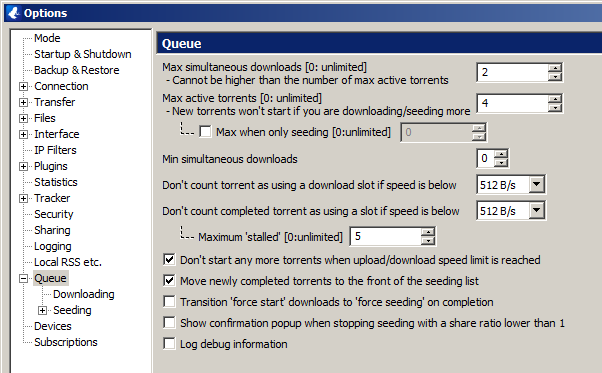 Options
Mode
Startup & Shutdown
Backup & Restore
Connection
Transfer
Files
Interface
IP Filters
Plugins
Statistics
Tracker
Security
Sharing
Logging
Local RSS etc.
Queue
Downloading
Seeding
Devices
Subscriptions
Queue
Max simultaneous downloads [0: unlimited]
- Cannot be higher than the number of max active torrents
2
Max active torrents [0: unlimited]
- New torrents won't start if you are downloading/seeding more
4
Max when only seeding [0:unlimited] 0
Min simultaneous downloads 0
Don't count torrent as using a download slot if speed is below 512 B/s
Don't count completed torrent as using a slot if speed is below 512 B/s
Maximum 'stalled' [0:unlimited] 5
Don't start any more torrents when upload/download speed limit is reached
Move newly completed torrents to the front of the seeding list
Transition 'force start' downloads to 'force seeding' on completion
Show confirmation popup when stopping seeding with a share ratio lower than 1
Log debug information